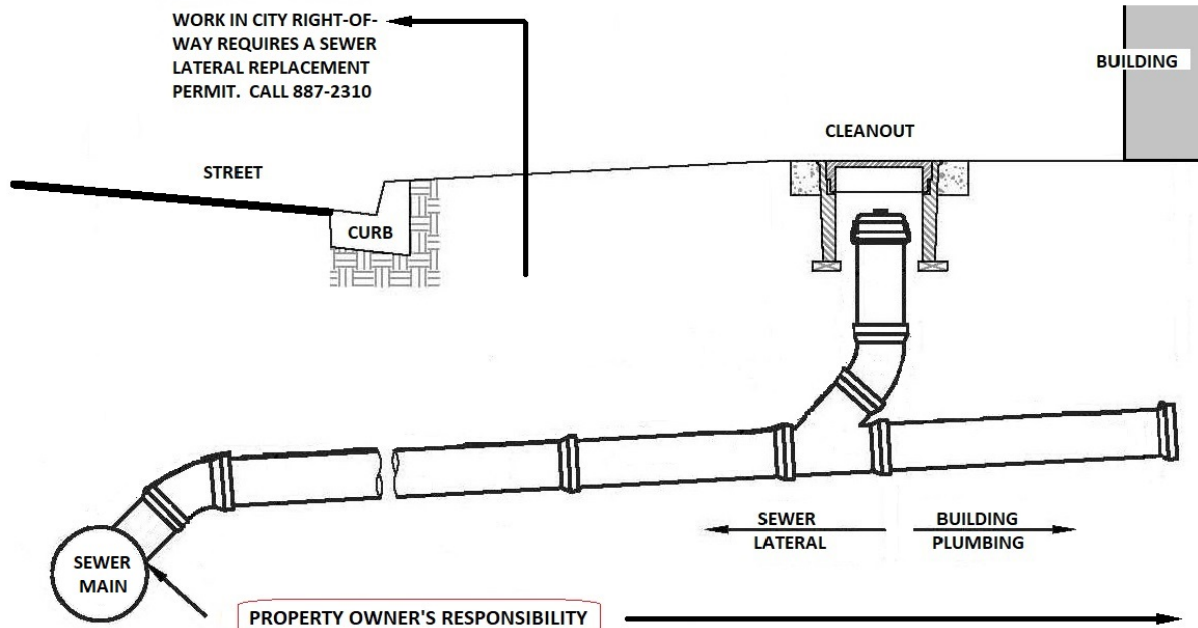 WORK IN CITY RIGHT-OF-
WAY REQUIRES A SEWER
LATERAL REPLACEMENT
PERMIT. CALL 887-2310
BUILDING
CLEANOUT
STREET
CURB
SEWER
LATERAL
BUILDING
PLUMBING
SEWER
MAIN
PROPERTY OWNER'S RESPONSIBILITY